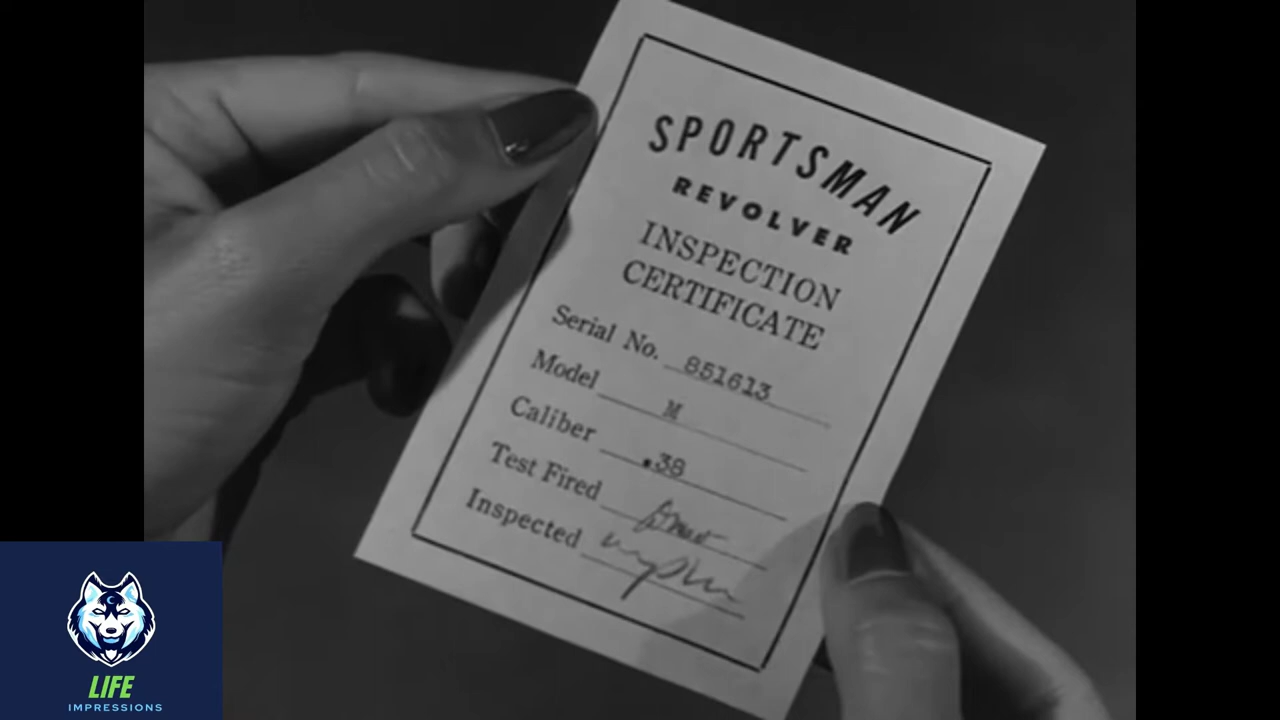 SPORTSMAN
REVOLVER
INSPECTION
CERTIFICATE
Serial No. 851613
Model M
Caliber .38
Test Fired
Inspected
LIFE
IMPRESSIONS